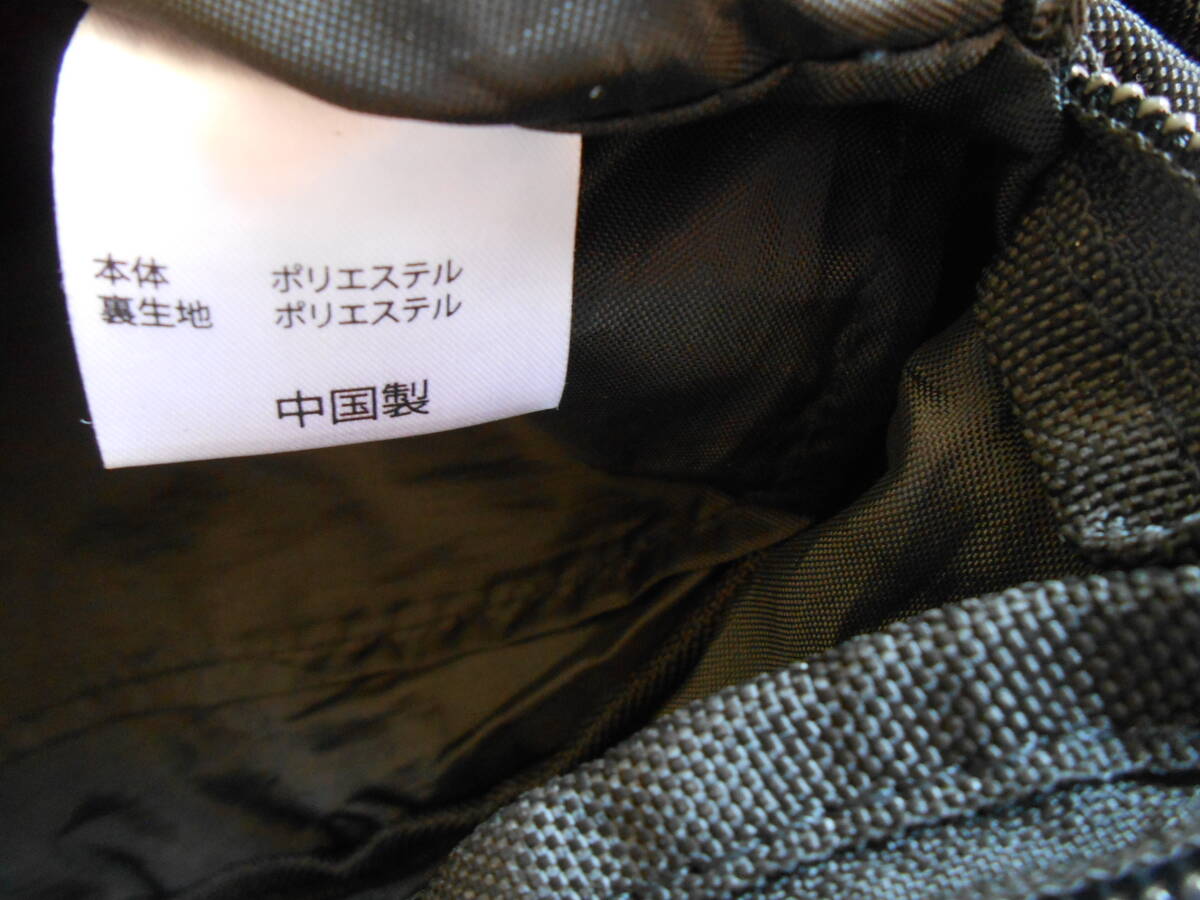 本体 ポリエステル
裏生地 ポリエステル
中国製